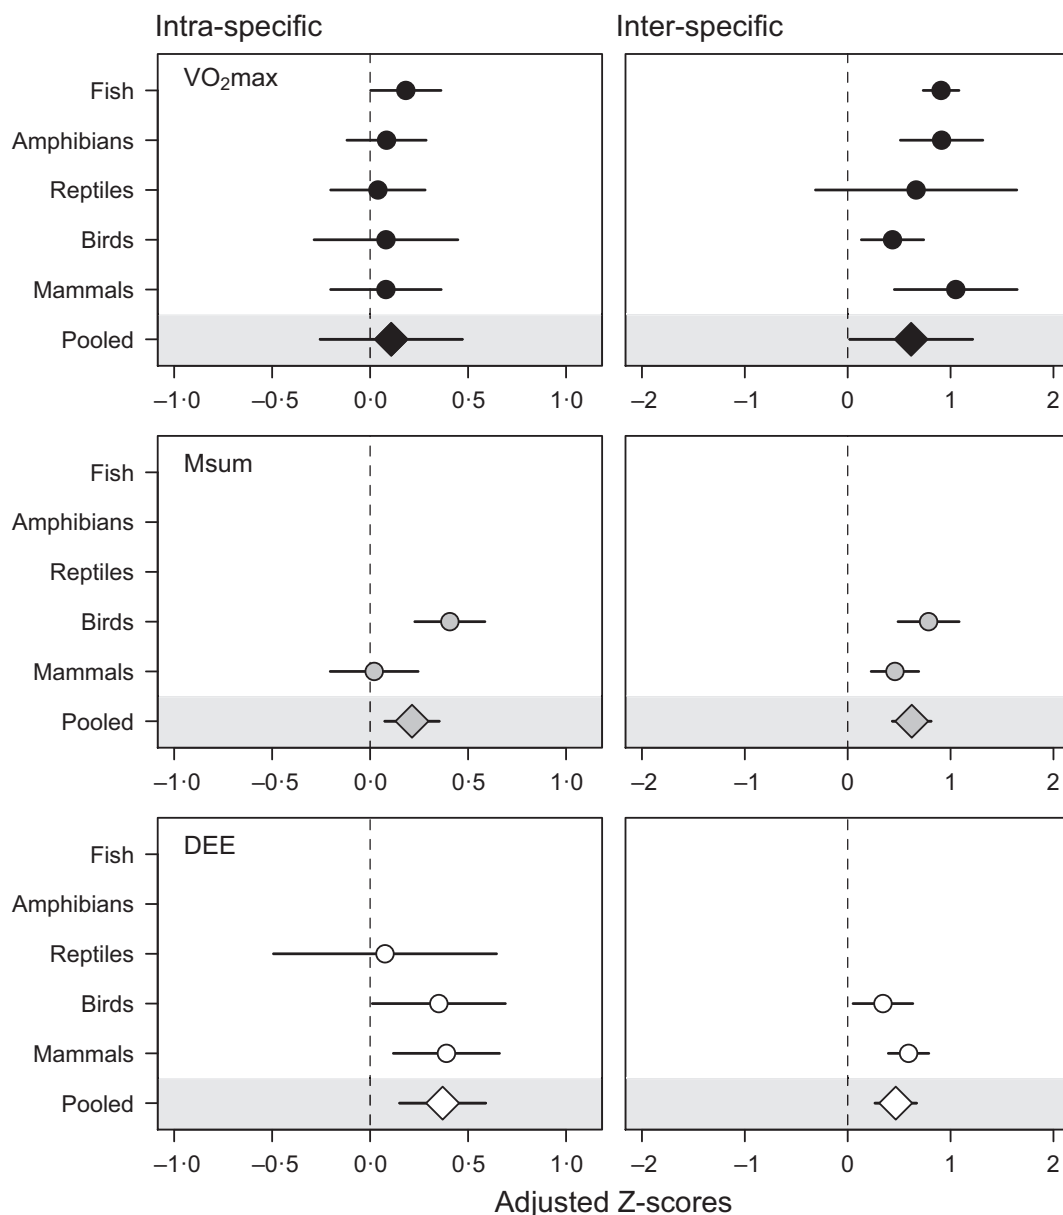 Intra-specific Inter-specific
VO₂max
Fish
Amphibians
Reptiles
Birds
Mammals
Pooled
–1·0 –0·5 0·0 0·5 1·0 –2 –1 0 1 2
Msum
Fish
Amphibians
Reptiles
Birds
Mammals
Pooled
–1·0 –0·5 0·0 0·5 1·0 –2 –1 0 1 2
DEE
Fish
Amphibians
Reptiles
Birds
Mammals
Pooled
–1·0 –0·5 0·0 0·5 1·0 –2 –1 0 1 2
Adjusted Z-scores